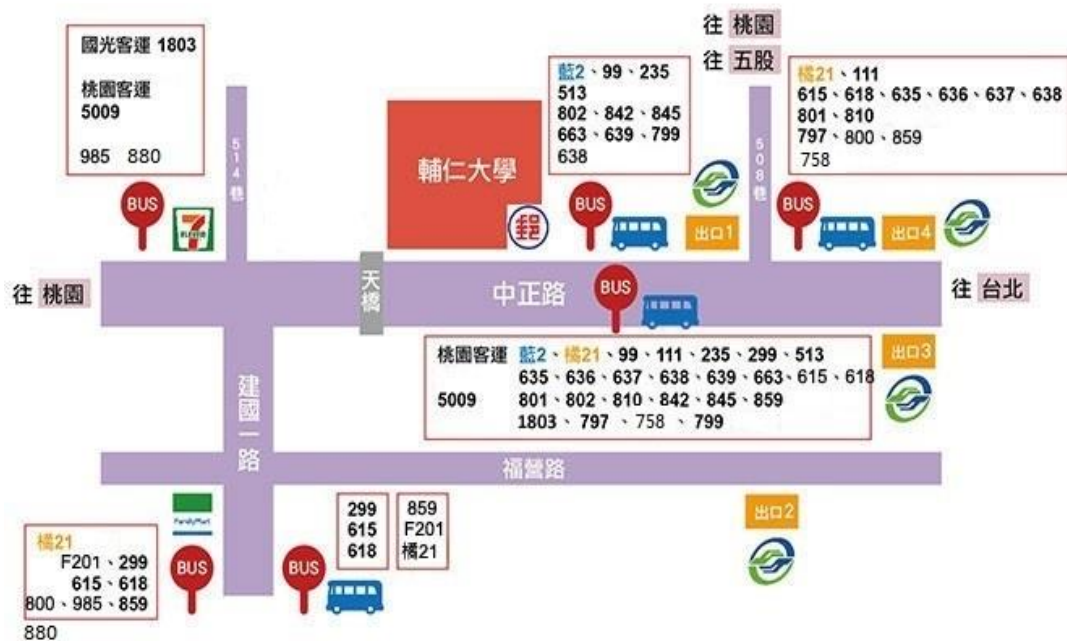 往 桃園
往 五股
國光客運 1803
桃園客運
5009
985 880
藍2、99、235
513
802、842、845
663、639、799
638
橘21、111
615、618、635、636、637、638
801、810
797、800、859
758
514巷
508巷
輔仁大學
郵
BUS
7
ELEVEN
BUS
出口1
BUS
出口4
往 桃園
天橋
中正路
BUS
往 台北
桃園客運 藍2、橘21、99、111、235、299、513
635、636、637、638、639、663、615、618
5009 801、802、810、842、845、859
1803、797、758、799
出口3
建國一路
福營路
FamilyMart
299
615
618
859
F201
橘21
出口2
橘21
F201、299
615、618
800、985、859
880
BUS
BUS